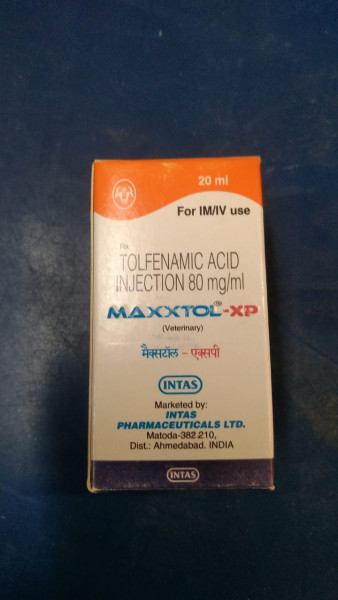 20 ml
For IM/IV use
Rx
TOLFENAMIC ACID
INJECTION 80 mg/ml
MAXXTOL®-XP
(Veterinary)
मैक्सटॉल - एक्सपी
INTAS
Marketed by:
INTAS
PHARMACEUTICALS LTD.
Matoda-382 210,
Dist.: Ahmedabad. INDIA
INTAS